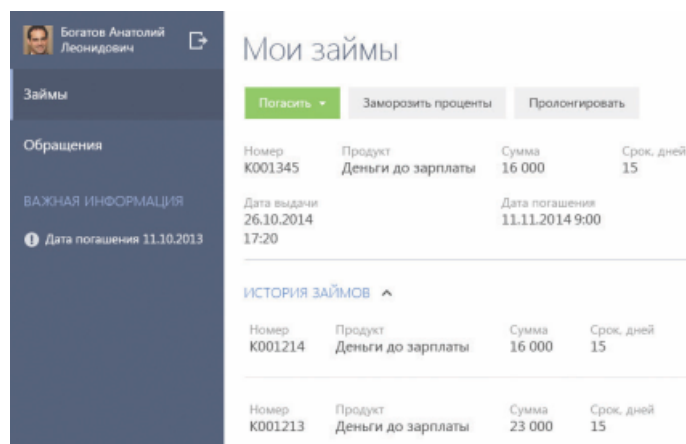 Богатов Анатолий
Леонидович
Займы
Обращения
ВАЖНАЯ ИНФОРМАЦИЯ
Дата погашения 11.10.2013
Мои займы
Погасить Заморозить проценты Пролонгировать
Номер Продукт Сумма Срок, дней
K001345 Деньги до зарплаты 16 000 15
Дата выдачи Дата погашения
26.10.2014 11.11.2014 9:00
17:20
ИСТОРИЯ ЗАЙМОВ
Номер Продукт Сумма Срок, дней
K001214 Деньги до зарплаты 16 000 15
Номер Продукт Сумма Срок, дней
K001213 Деньги до зарплаты 23 000 15